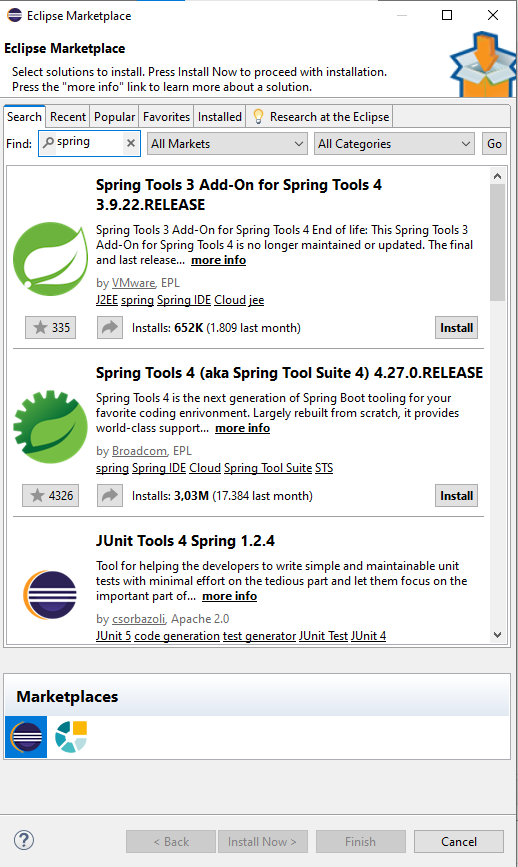 Eclipse Marketplace
Eclipse Marketplace
Select solutions to install. Press Install Now to proceed with installation.
Press the "more info" link to learn more about a solution.
Search Recent Popular Favorites Installed Research at the Eclipse
Find: spring All Markets All Categories Go
Spring Tools 3 Add-On for Spring Tools 4
3.9.22.RELEASE
Spring Tools 3 Add-On for Spring Tools 4 End of life: This Spring Tools 3
Add-On for Spring Tools 4 is no longer maintained or updated. The final
and last release... more info
by VMware, EPL
J2EE spring Spring IDE Cloud jee
335 Installs: 652K (1.809 last month) Install
Spring Tools 4 (aka Spring Tool Suite 4) 4.27.0.RELEASE
Spring Tools 4 is the next generation of Spring Boot tooling for your
favorite coding enrivonment. Largely rebuilt from scratch, it provides
world-class support... more info
by Broadcom, EPL
spring Spring IDE Cloud Spring Tool Suite STS
4326 Installs: 3,03M (17.384 last month) Install
JUnit Tools 4 Spring 1.2.4
Tool for helping the developers to write simple and maintainable unit
tests with minimal effort on the tedious part and let them focus on the
important part of... more info
by csorbazoli, Apache 2.0
JUnit 5 code generation test generator JUnit Test JUnit 4
Marketplaces
? < Back Install Now > Finish Cancel